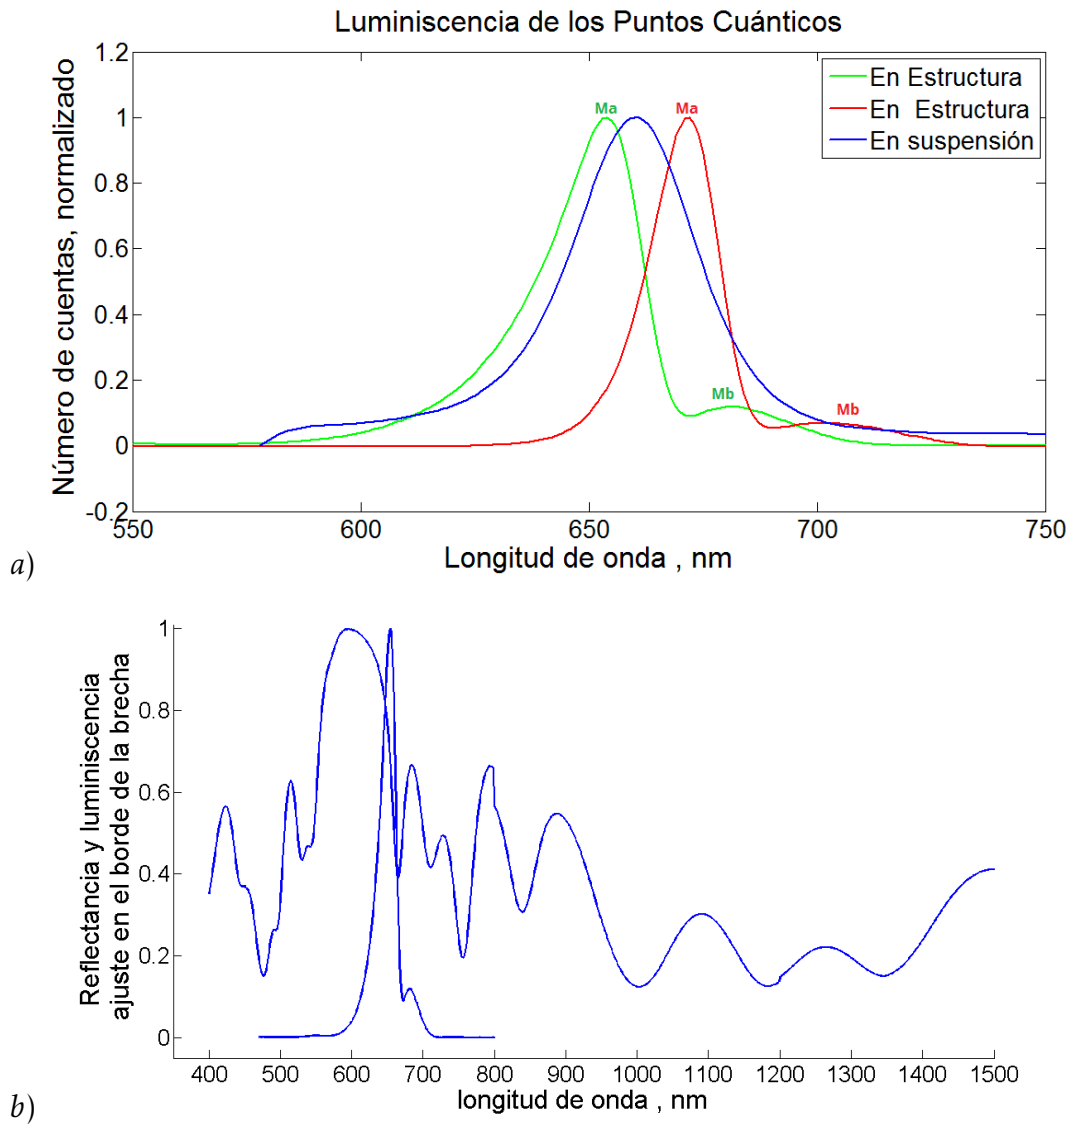 Luminiscencia de los Puntos Cuánticos
Número de cuentas, normalizado
1.2
1
0.8
0.6
0.4
0.2
0
-0.2
Ma
Ma
Mb
Mb
En Estructura
En  Estructura
En suspensión
550
600
650
700
750
Longitud de onda , nm
a)
Reflectancia y luminiscencia
ajuste en el borde de la brecha
1
0.8
0.6
0.4
0.2
0
400
500
600
700
800
900
1000
1100
1200
1300
1400
1500
longitud de onda , nm
b)